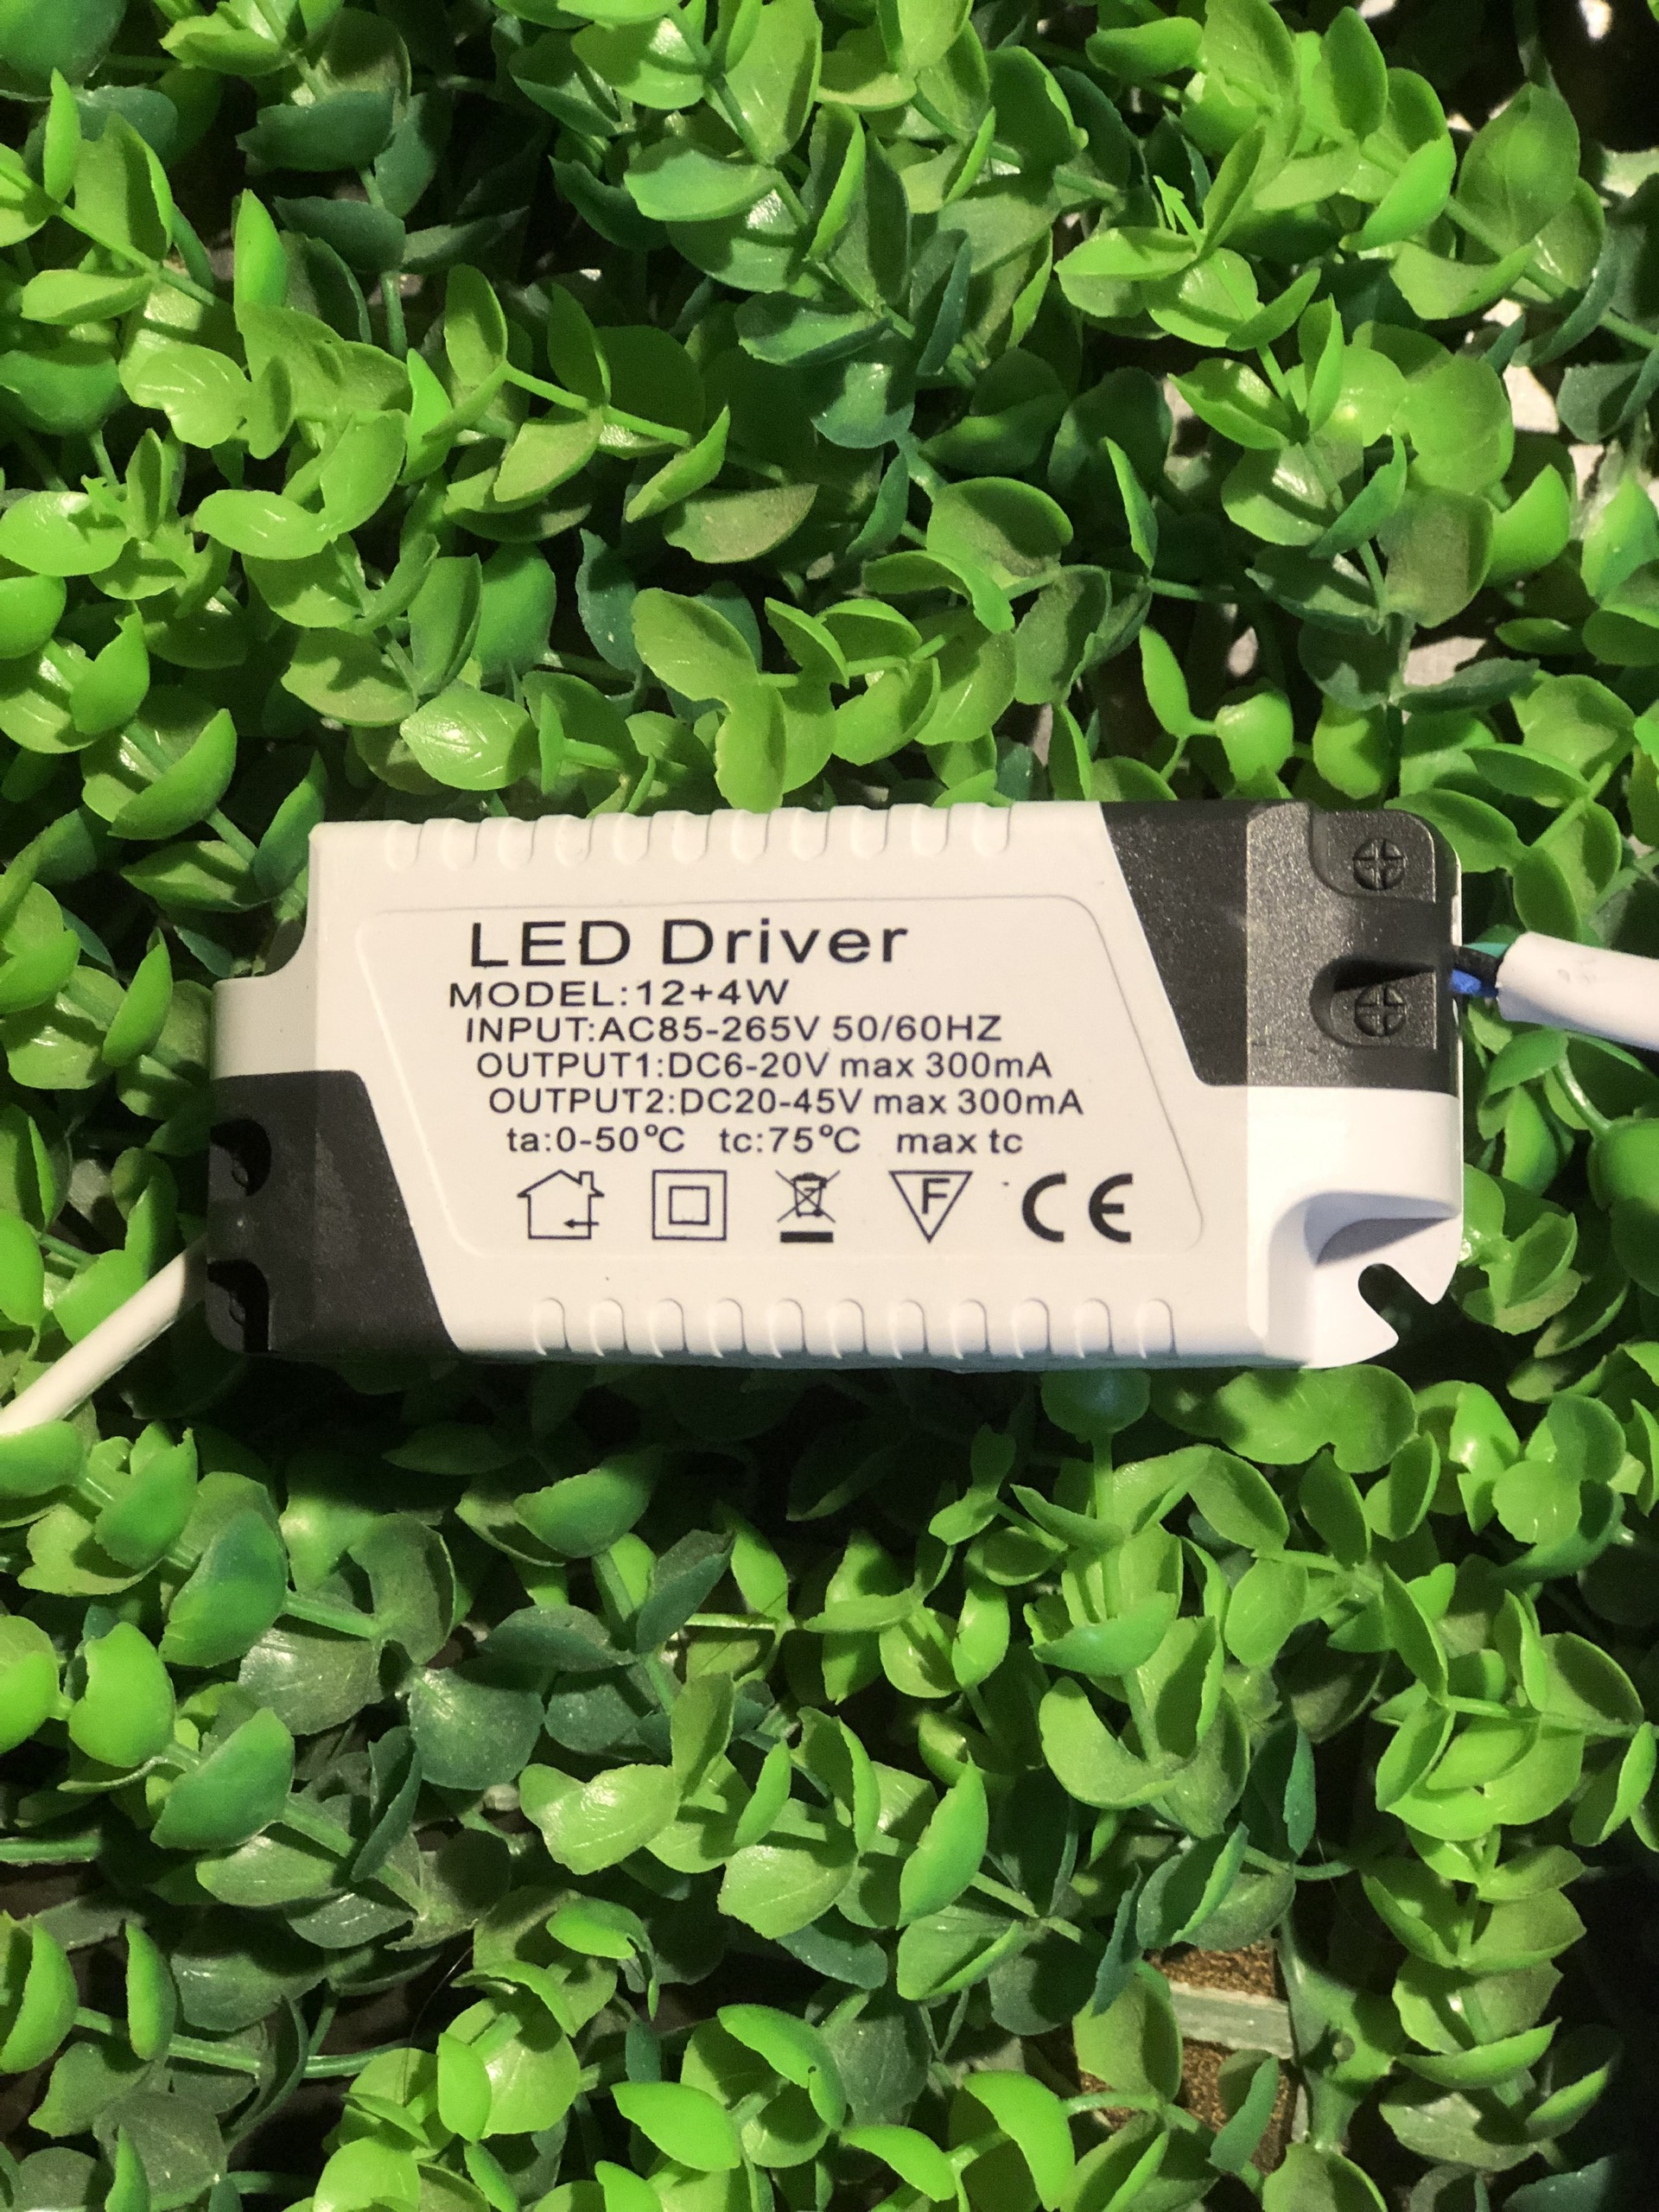 LED Driver
MODEL:12+4W
INPUT:AC85-265V 50/60HZ
OUTPUT1:DC6-20V max 300mA
OUTPUT2:DC20-45V max 300mA
ta:0-50°C tc:75°C max tc
F CE